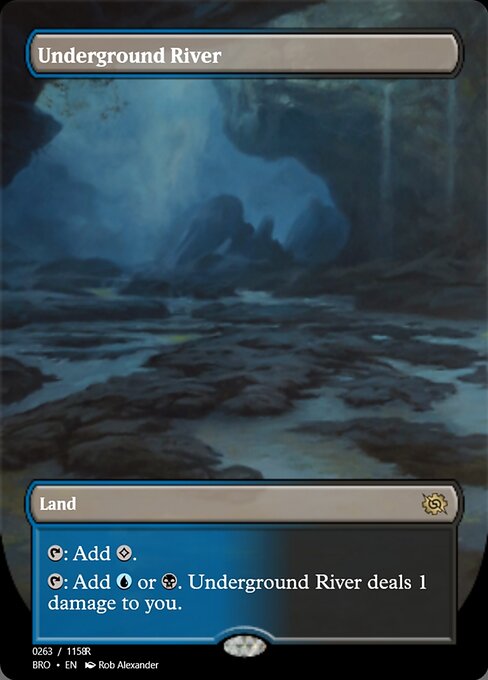 Underground River
Land
: Add .
: Add or . Underground River deals 1
damage to you.
0263 / 1158R
BRO • EN Rob Alexander